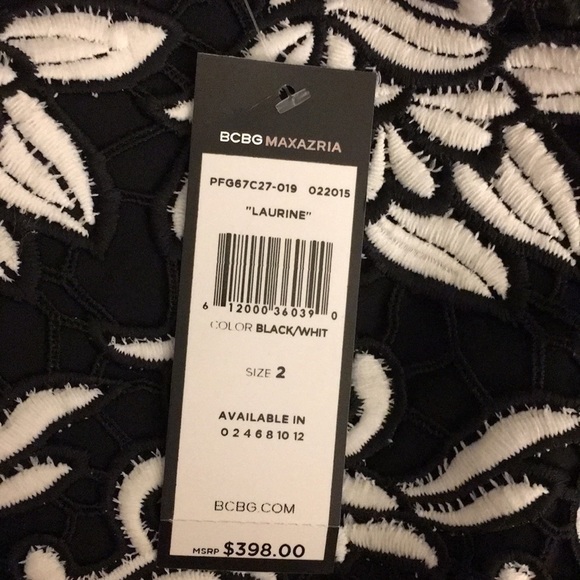 BCBGMAXAZRIA
PFG67C27-019 022015
"LAURINE"
6 12000 36039 0
COLOR BLACK/WHIT
SIZE 2
AVAILABLE IN
0 2 4 6 8 10 12
BCBG.COM
MSRP $398.00